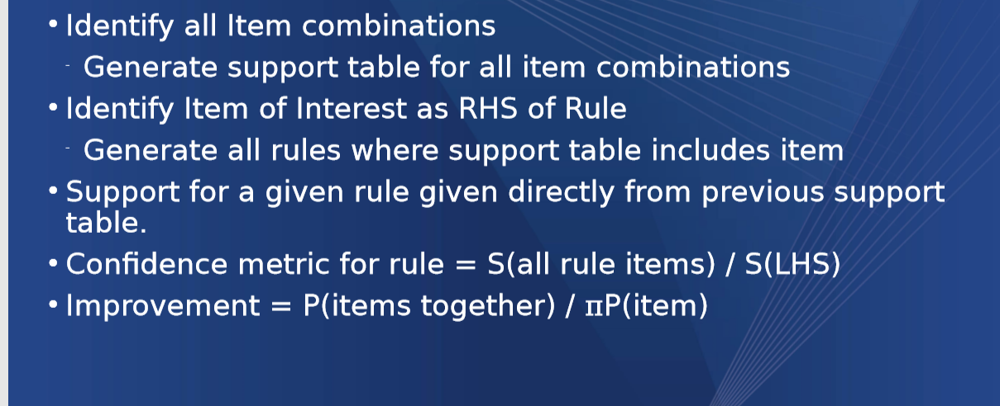 • Identify all Item combinations
- Generate support table for all item combinations
• Identify Item of Interest as RHS of Rule
- Generate all rules where support table includes item
• Support for a given rule given directly from previous support
table.
• Confidence metric for rule = S(all rule items) / S(LHS)
• Improvement = P(items together) / πP(item)